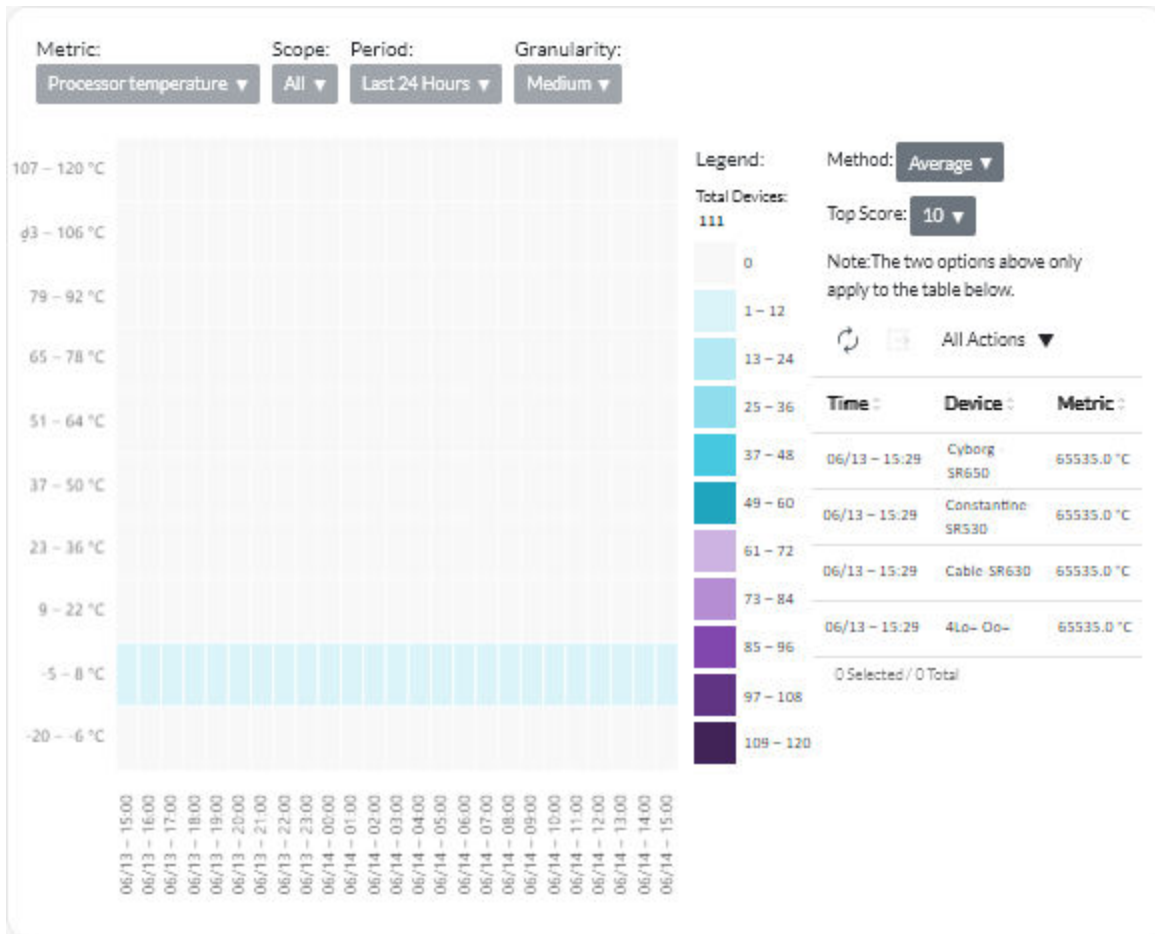 Metric: Scope: Period: Granularity:
Processor temperature ▼ All ▼ Last 24 Hours ▼ Medium ▼
107 – 120 °C
93 – 106 °C
79 – 92 °C
65 – 78 °C
51 – 64 °C
37 – 50 °C
23 – 36 °C
9 – 22 °C
-5 – 8 °C
-20 – -6 °C
06/13 – 15:00
06/13 – 16:00
06/13 – 17:00
06/13 – 18:00
06/13 – 19:00
06/13 – 20:00
06/13 – 21:00
06/13 – 22:00
06/13 – 23:00
06/14 – 00:00
06/14 – 01:00
06/14 – 02:00
06/14 – 03:00
06/14 – 04:00
06/14 – 05:00
06/14 – 06:00
06/14 – 07:00
06/14 – 08:00
06/14 – 09:00
06/14 – 10:00
06/14 – 11:00
06/14 – 12:00
06/14 – 13:00
06/14 – 14:00
06/14 – 15:00
Legend:
Total Devices:
111
0
1 – 12
13 – 24
25 – 36
37 – 48
49 – 60
61 – 72
73 – 84
85 – 96
97 – 108
109 – 120
Method: Average ▼
Top Score: 10 ▼
Note:The two options above only
apply to the table below.
All Actions ▼
Time Device Metric
06/13 – 15:29 Cyborg SR650 65535.0 °C
06/13 – 15:29 Constantine SR530 65535.0 °C
06/13 – 15:29 Cable-SR630 65535.0 °C
06/13 – 15:29 65535.0 °C
0 Selected / 0 Total